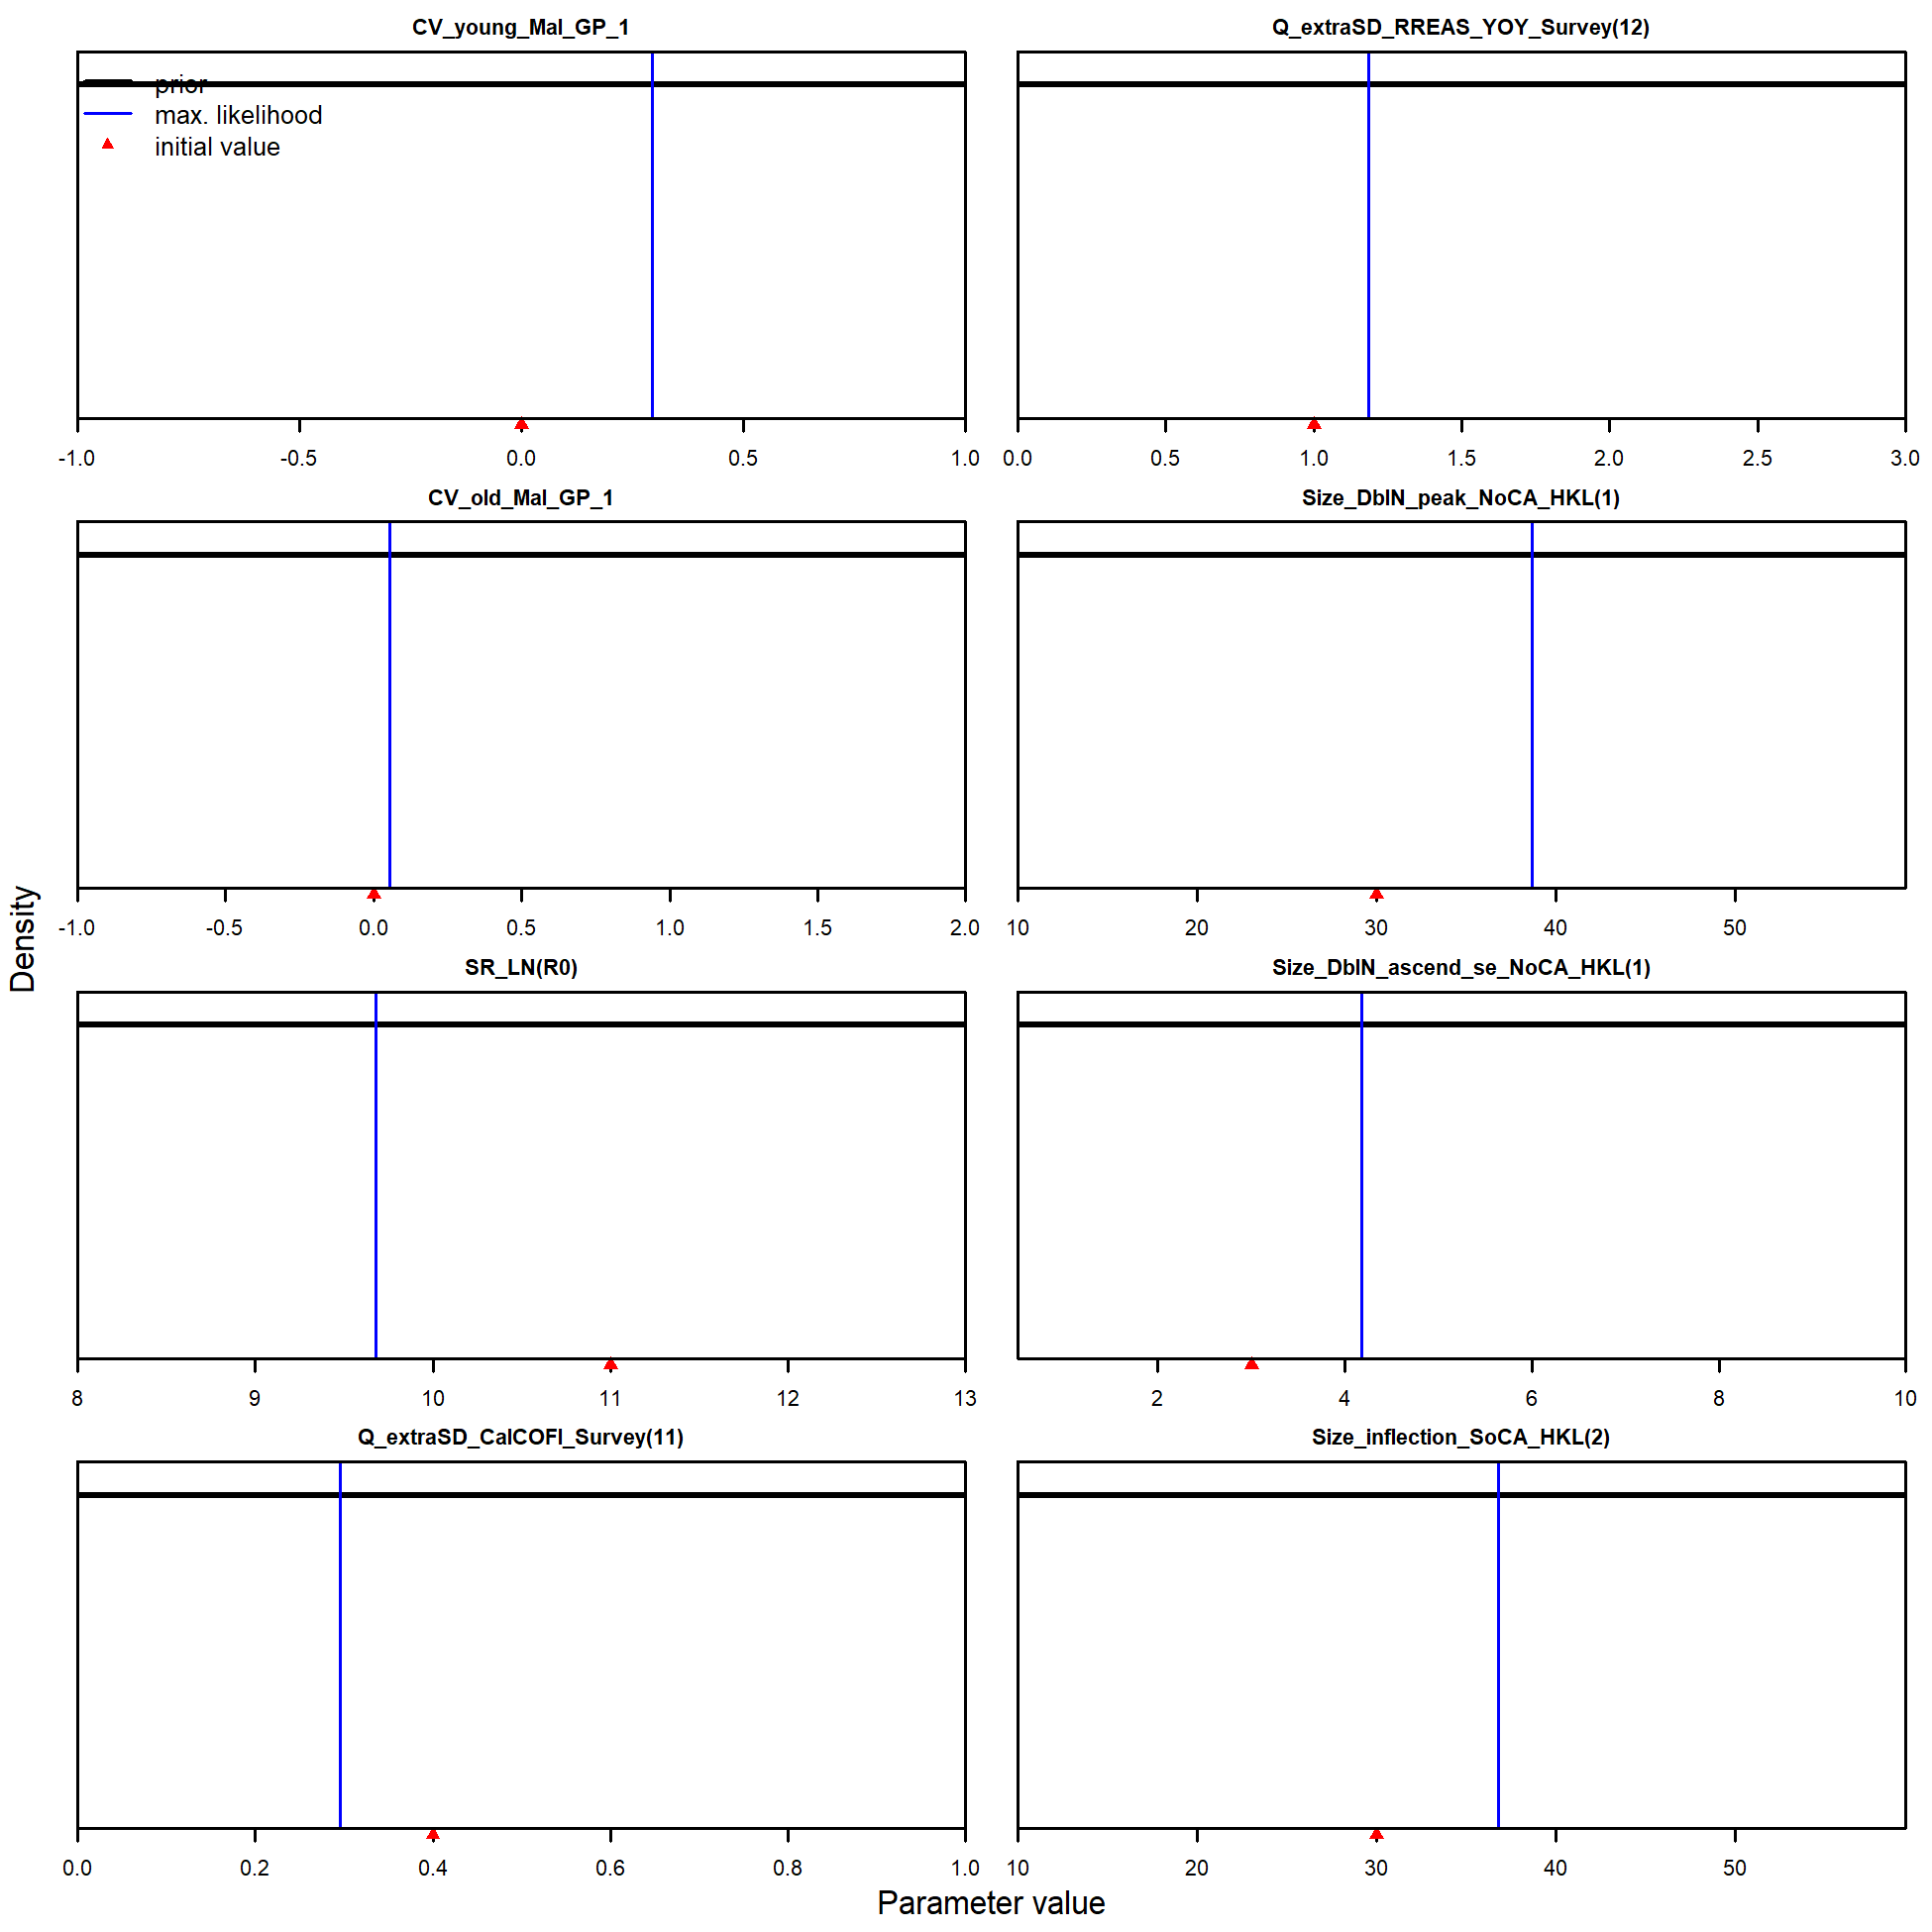 CV_young_Mal_GP_1
prior
max. likelihood
initial value
-1.0 -0.5 0.0 0.5 1.0
Q_extraSD_RREAS_YOY_Survey(12)
0.0 0.5 1.0 1.5 2.0 2.5 3.0
CV_old_Mal_GP_1
-1.0 -0.5 0.0 0.5 1.0 1.5 2.0
Size_DblN_peak_NoCA_HKL(1)
10 20 30 40 50
SR_LN(R0)
8 9 10 11 12 13
Size_DblN_ascend_se_NoCA_HKL(1)
2 4 6 8 10
Q_extraSD_CalCOFI_Survey(11)
0.0 0.2 0.4 0.6 0.8 1.0
Size_inflection_SoCA_HKL(2)
10 20 30 40 50
Density
Parameter value